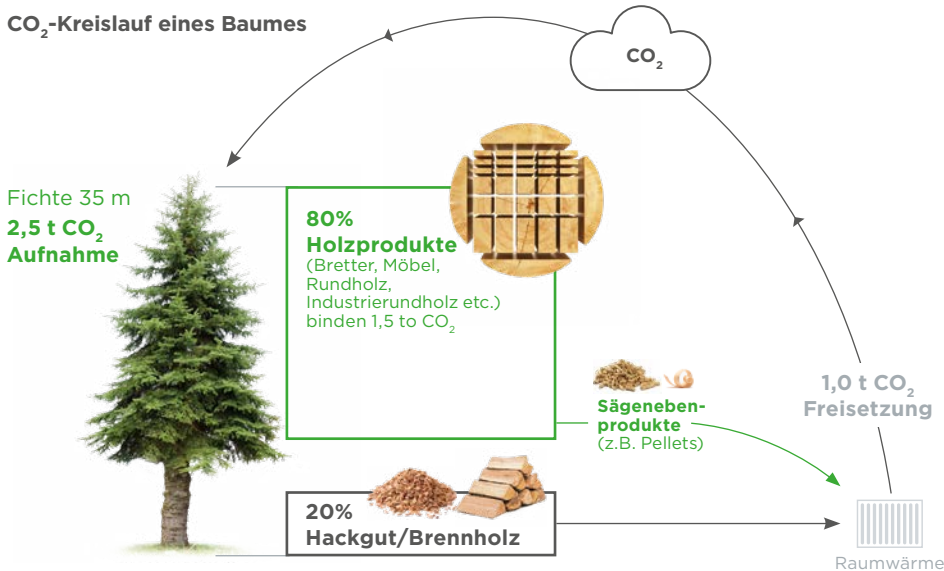 CO₂-Kreislauf eines Baumes
CO₂
Fichte 35 m
2,5 t CO₂
Aufnahme
80%
Holzprodukte
(Bretter, Möbel,
Rundholz,
Industrierundholz etc.)
binden 1,5 to CO₂
Sägeneben-
produkte
(z.B. Pellets)
1,0 t CO₂
Freisetzung
20%
Hackgut/Brennholz
Raumwärme